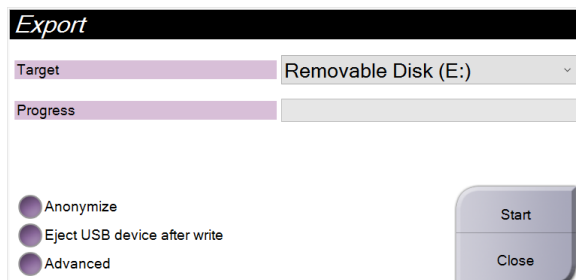 Export
Target
Removable Disk (E:)
Progress
Anonymize
Eject USB device after write
Advanced
Start
Close